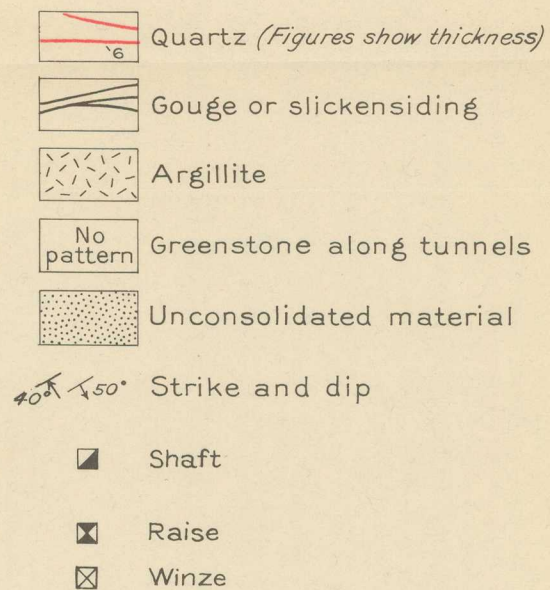 '6
Quartz (Figures show thickness)
Gouge or slickensiding
Argillite
No
pattern
Greenstone along tunnels
Unconsolidated material
40° 50° Strike and dip
Shaft
Raise
Winze